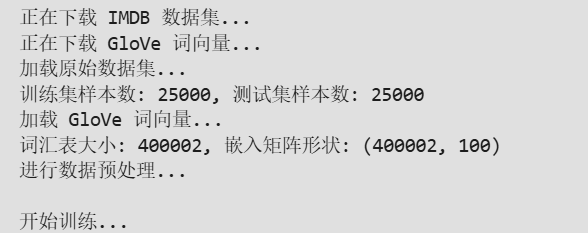 正在下载 IMDB 数据集...
正在下载 GloVe 词向量...
加载原始数据集...
训练集样本数: 25000, 测试集样本数: 25000
加载 GloVe 词向量...
词汇表大小: 400002, 嵌入矩阵形状: (400002, 100)
进行数据预处理...
开始训练...